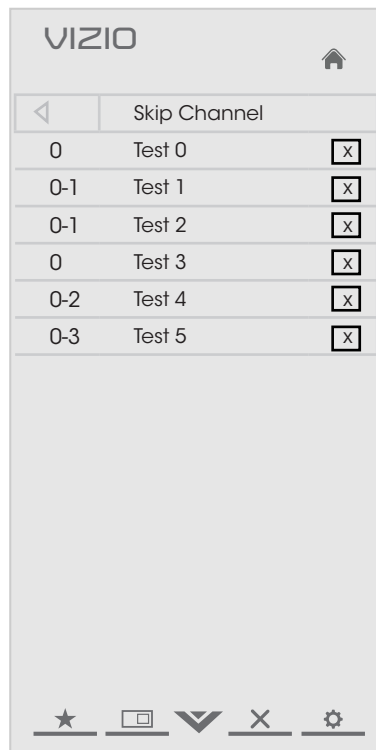 VIZIO
Skip Channel
0 Test 0 X
0-1 Test 1 X
0-1 Test 2 X
0 Test 3 X
0-2 Test 4 X
0-3 Test 5 X